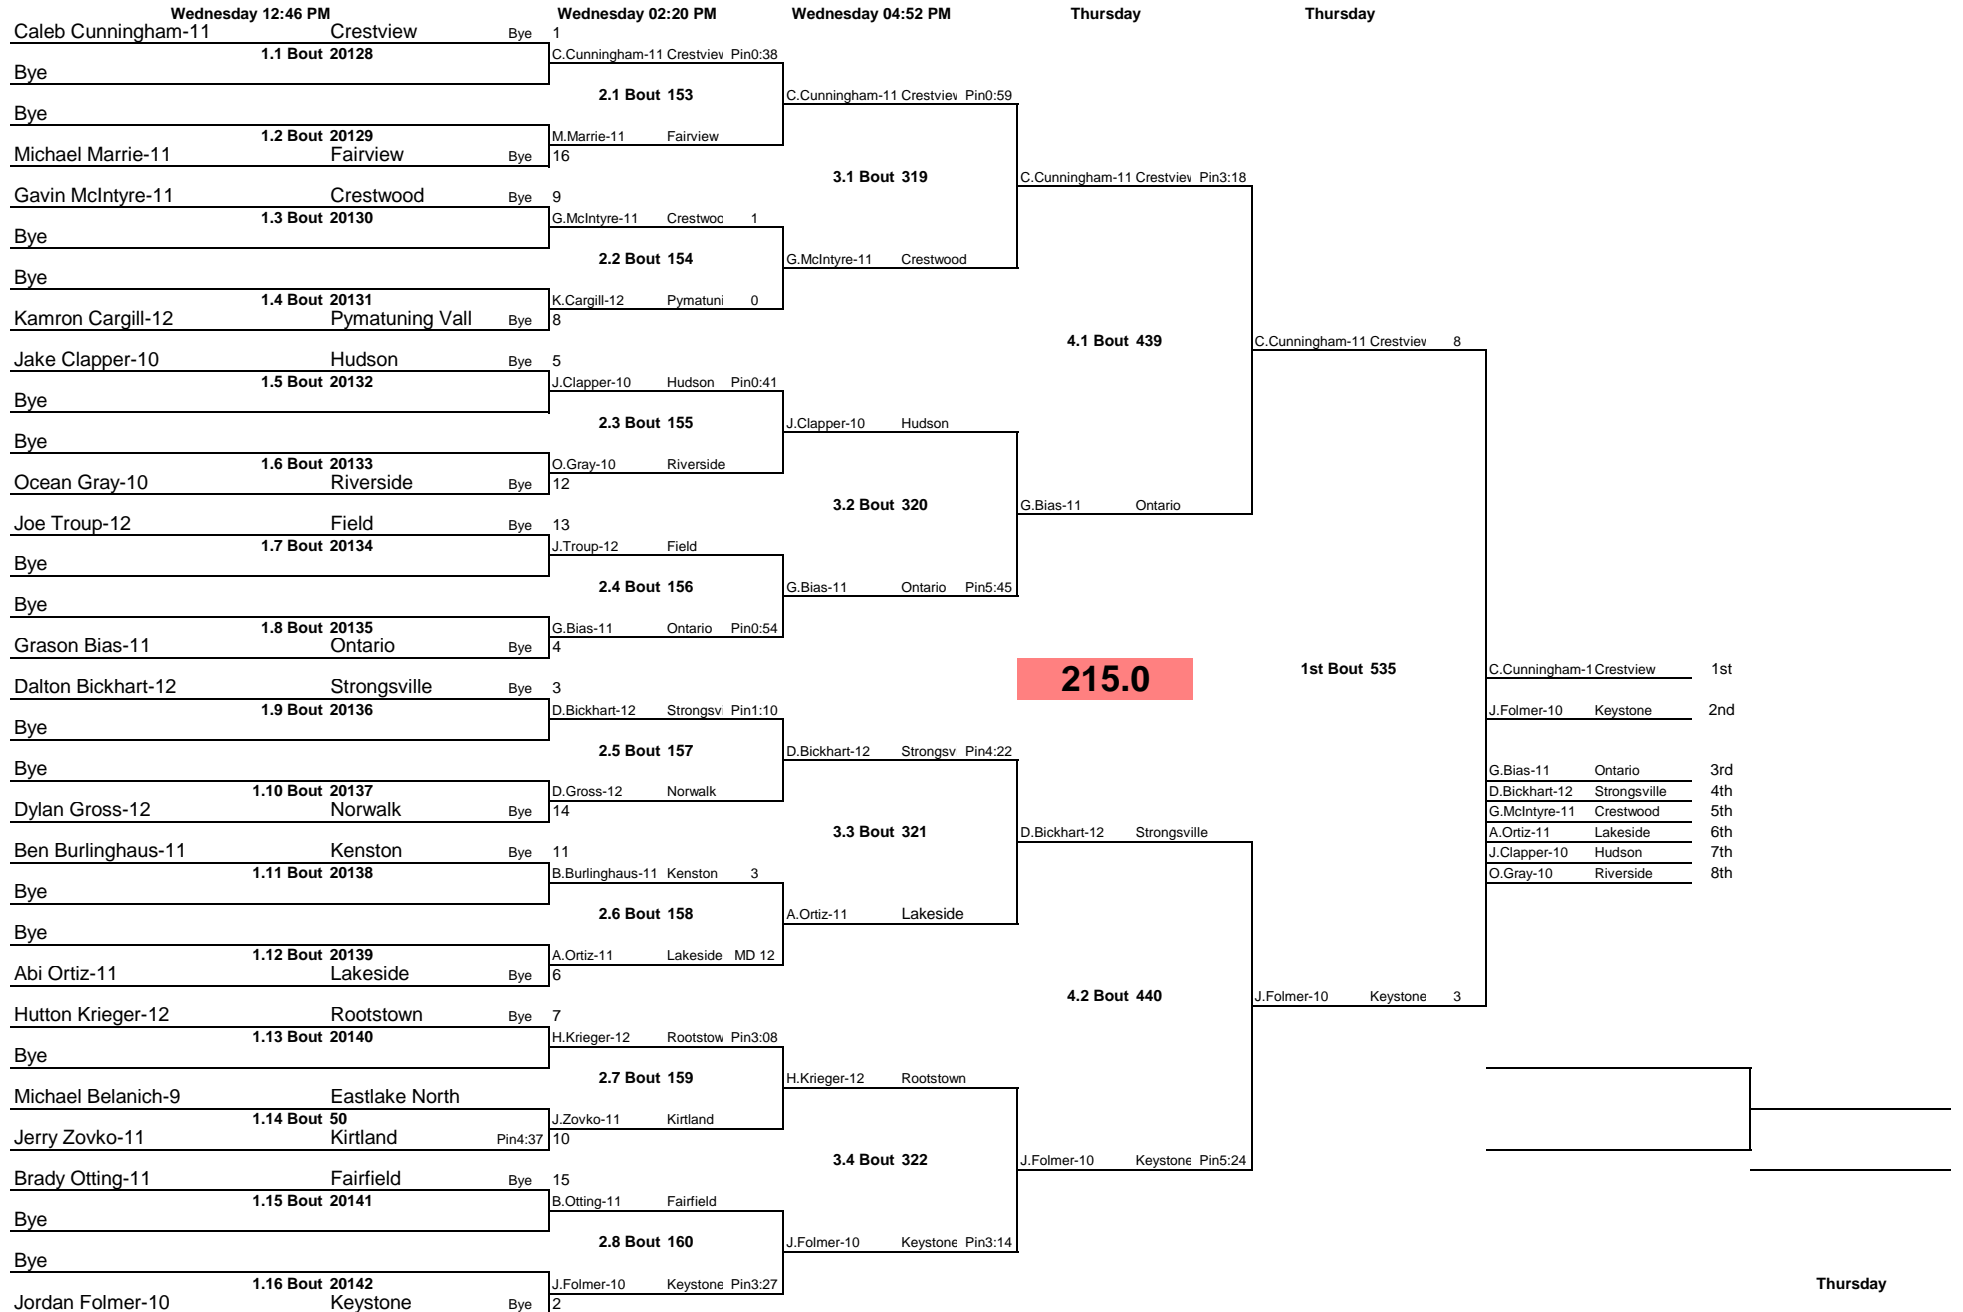 Wednesday 12:46 PM Wednesday 02:20 PM Wednesday 04:52 PM Thursday Thursday
Caleb Cunningham-11 Crestview Bye 1
1.1 Bout 20128 C.Cunningham-11 Crestview Pin0:38
Bye
2.1 Bout 153 C.Cunningham-11 Crestview Pin0:59
Bye
1.2 Bout 20129 M.Marrie-11 Fairview
Michael Marrie-11 Fairview Bye 16
3.1 Bout 319 C.Cunningham-11 Crestview Pin3:18
Gavin McIntyre-11 Crestwood Bye 9
1.3 Bout 20130 G.McIntyre-11 Crestwooc 1
Bye
2.2 Bout 154 G.McIntyre-11 Crestwood
Bye
1.4 Bout 20131 K.Cargill-12 Pymatuni 0
Kamron Cargill-12 Pymatuning Vall Bye 8
4.1 Bout 439 C.Cunningham-11 Crestview 8
Jake Clapper-10 Hudson Bye 5
1.5 Bout 20132 J.Clapper-10 Hudson Pin0:41
Bye
2.3 Bout 155 J.Clapper-10 Hudson
Bye
1.6 Bout 20133 O.Gray-10 Riverside
Ocean Gray-10 Riverside Bye 12
3.2 Bout 320 G.Bias-11 Ontario
Joe Troup-12 Field Bye 13
1.7 Bout 20134 J.Troup-12 Field
Bye
2.4 Bout 156 G.Bias-11 Ontario Pin5:45
Bye
1.8 Bout 20135 G.Bias-11 Ontario Pin0:54
Grason Bias-11 Ontario Bye 4
215.0 1st Bout 535 C.Cunningham-1 Crestview 1st
Dalton Bickhart-12 Strongsville Bye 3
1.9 Bout 20136 D.Bickhart-12 Strongsvi Pin1:10 J.Folmer-10 Keystone 2nd
Bye
2.5 Bout 157 D.Bickhart-12 Strongsv Pin4:22
Bye G.Bias-11 Ontario 3rd
1.10 Bout 20137 D.Gross-12 Norwalk D.Bickhart-12 Strongsville 4th
Dylan Gross-12 Norwalk Bye 14 G.McIntyre-11 Crestwood 5th
3.3 Bout 321 D.Bickhart-12 Strongsville A.Ortiz-11 Lakeside 6th
Ben Burlinghaus-11 Kenston Bye 11 J.Clapper-10 Hudson 7th
1.11 Bout 20138 B.Burlinghaus-11 Kenston 3 O.Gray-10 Riverside 8th
Bye
2.6 Bout 158 A.Ortiz-11 Lakeside
Bye
1.12 Bout 20139 A.Ortiz-11 Lakeside MD 12
Abi Ortiz-11 Lakeside Bye 6
4.2 Bout 440 J.Folmer-10 Keystone 3
Hutton Krieger-12 Rootstown Bye 7
1.13 Bout 20140 H.Krieger-12 Rootstow Pin3:08
Bye
2.7 Bout 159 H.Krieger-12 Rootstown
Michael Belanich-9 Eastlake North
1.14 Bout 50 J.Zovko-11 Kirtland
Jerry Zovko-11 Kirtland Pin4:37 10
3.4 Bout 322 J.Folmer-10 Keystone Pin5:24
Brady Otting-11 Fairfield Bye 15
1.15 Bout 20141 B.Otting-11 Fairfield
Bye
2.8 Bout 160 J.Folmer-10 Keystone Pin3:14
Bye
1.16 Bout 20142 J.Folmer-10 Keystone Pin3:27 Thursday
Jordan Folmer-10 Keystone Bye 2